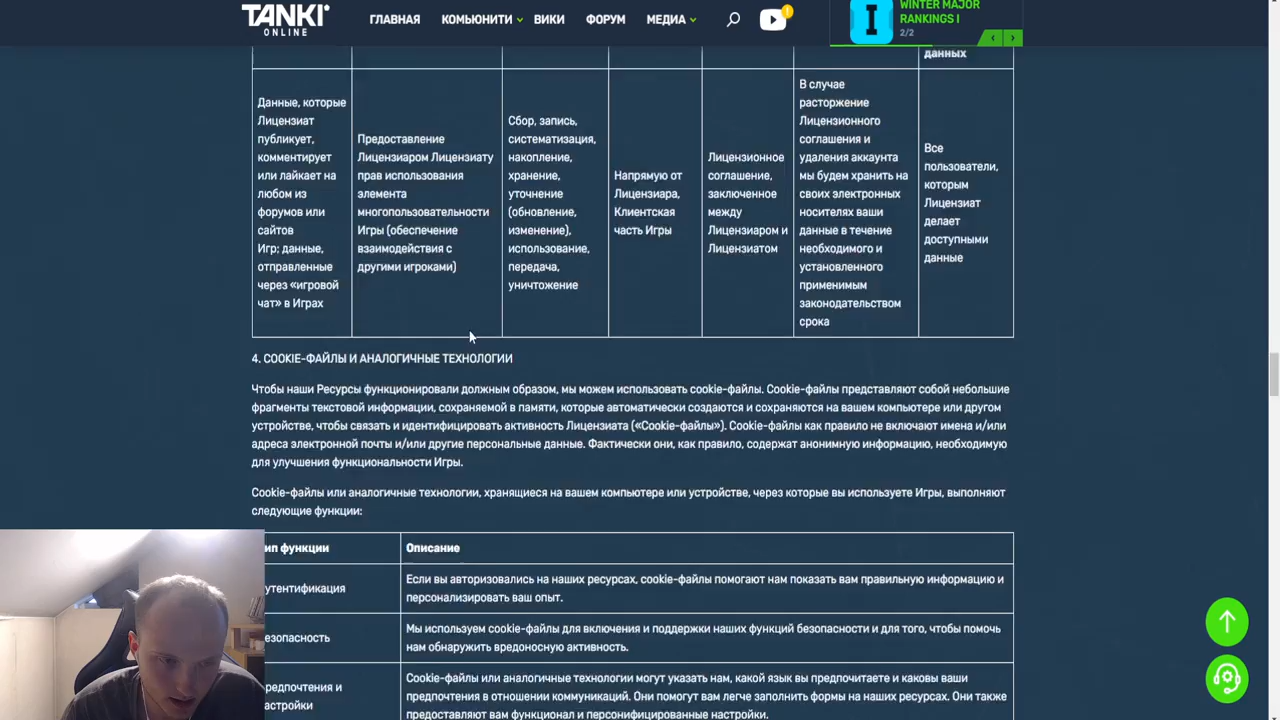 TANKI
ONLINE
ГЛАВНАЯ
КОМЬЮНИТИ
ВИКИ
ФОРУМ
МЕДИА
WINTER MAJOR
RANKINGS I
2/2
данных
Данные, которые
Лицензиат
публикует,
комментирует
или лайкает на
любом из
форумов или
сайтов
Игр; данные,
отправленные
через «игровой
чат» в Играх
Предоставление
Лицензиаром Лицензиату
прав использования
элемента
многопользовательности
Игры (обеспечение
взаимодействия с
другими игроками)
Сбор, запись,
систематизация,
накопление,
хранение,
уточнение
(обновление,
изменение),
использование,
передача,
уничтожение
Напрямую от
Лицензиара,
Клиентская
часть Игры
Лицензионное
соглашение,
заключенное
между
Лицензиаром и
Лицензиатом
В случае
расторжение
Лицензионного
соглашения и
удаления аккаунта
мы будем хранить на
своих электронных
носителях ваши
данные в течение
необходимого и
установленного
применимым
законодательством
срока
Все
пользователи,
которым
Лицензиат
делает
доступными
данные
4. COOKIE-ФАЙЛЫ И АНАЛОГИЧНЫЕ ТЕХНОЛОГИИ
Чтобы наши Ресурсы функционировали должным образом, мы можем использовать cookie-файлы. Cookie-файлы представляют собой небольшие
фрагменты текстовой информации, сохраняемой в памяти, которые автоматически создаются и сохраняются на вашем компьютере или другом
устройстве, чтобы связать и идентифицировать активность Лицензиата («Cookie-файлы»). Cookie-файлы как правило не включают имена и/или
адреса электронной почты и/или другие персональные данные. Фактически они, как правило, содержат анонимную информацию, необходимую
для улучшения функциональности Игры.
Cookie-файлы или аналогичные технологии, хранящиеся на вашем компьютере или устройстве, через которые вы используете Игры, выполняют
следующие функции:
ип функции
Описание
утентификация
Если вы авторизовались на наших ресурсах, cookie-файлы помогают нам показать вам правильную информацию и
персонализировать ваш опыт.
езопасность
Мы используем cookie-файлы для включения и поддержки наших функций безопасности и для того, чтобы помочь
нам обнаружить вредоносную активность.
редпочтения и
астройки
Cookie-файлы или аналогичные технологии могут указать нам, какой язык вы предпочитаете и каковы ваши
предпочтения в отношении коммуникаций. Они помогут вам легче заполнить формы на наших ресурсах. Они также
предоставляют вам функционал и персонифицированные настройки.